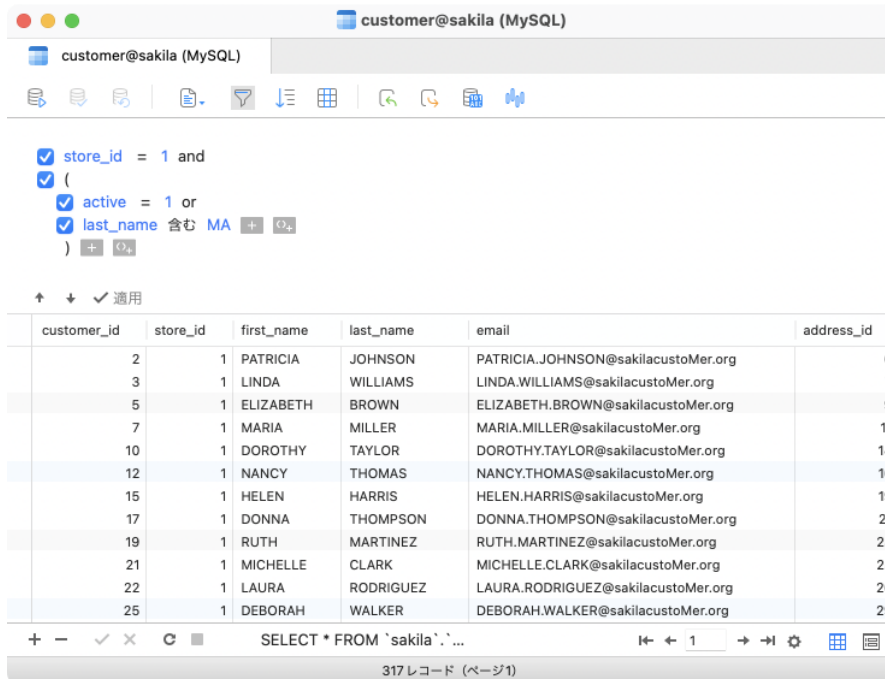 customer@sakila (MySQL)
customer@sakila (MySQL)
store_id = 1 and
(
active = 1 or
last_name 含む MA
)
適用
customer_id store_id first_name last_name email address_id
2 1 PATRICIA JOHNSON PATRICIA.JOHNSON@sakilacustoMer.org
3 1 LINDA WILLIAMS LINDA.WILLIAMS@sakilacustoMer.org
5 1 ELIZABETH BROWN ELIZABETH.BROWN@sakilacustoMer.org
7 1 MARIA MILLER MARIA.MILLER@sakilacustoMer.org
10 1 DOROTHY TAYLOR DOROTHY.TAYLOR@sakilacustoMer.org
12 1 NANCY THOMAS NANCY.THOMAS@sakilacustoMer.org
15 1 HELEN HARRIS HELEN.HARRIS@sakilacustoMer.org
17 1 DONNA THOMPSON DONNA.THOMPSON@sakilacustoMer.org
19 1 RUTH MARTINEZ RUTH.MARTINEZ@sakilacustoMer.org
21 1 MICHELLE CLARK MICHELLE.CLARK@sakilacustoMer.org
22 1 LAURA RODRIGUEZ LAURA.RODRIGUEZ@sakilacustoMer.org
25 1 DEBORAH WALKER DEBORAH.WALKER@sakilacustoMer.org
SELECT * FROM `sakila`.`... 1
317 レコード (ページ1)